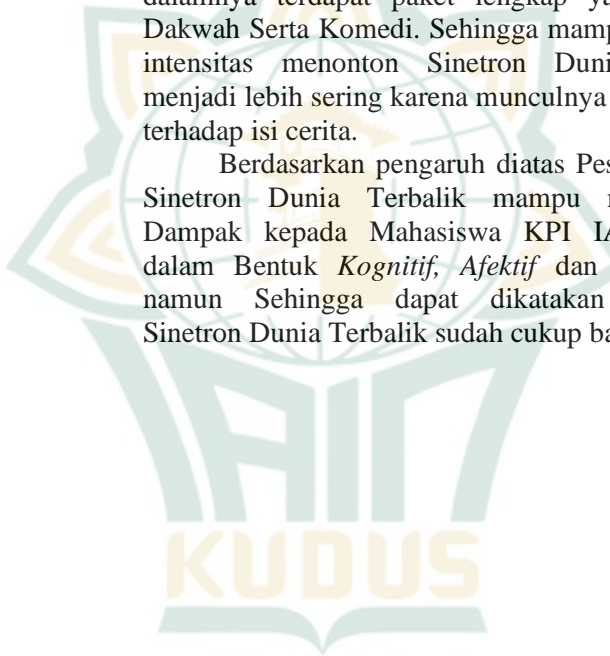 dalamnya terdapat paket lengkap
Dakwah Serta Komedi. Sehingga
intensitas menonton Sinetron
menjadi lebih sering karena munculnya
terhadap isi cerita.
Berdasarkan pengaruh diatas
Sinetron Dunia Terbalik mampu
Dampak kepada Mahasiswa KPI
dalam Bentuk Kognitif, Afektif dan
namun Sehingga dapat dikatakan
Sinetron Dunia Terbalik sudah cukup
IAIN
KUDUS